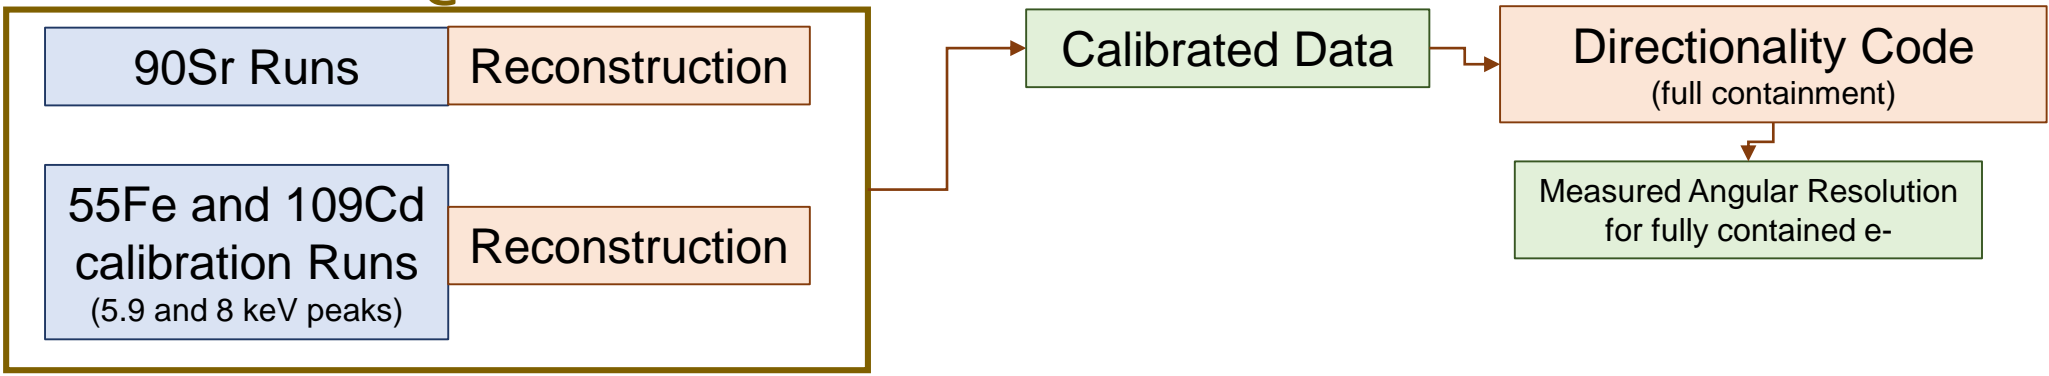 90Sr Runs
Reconstruction
55Fe and 109Cd
calibration Runs
(5.9 and 8 keV peaks)
Reconstruction
Calibrated Data
Directionality Code
(full containment)
Measured Angular Resolution
for fully contained e-